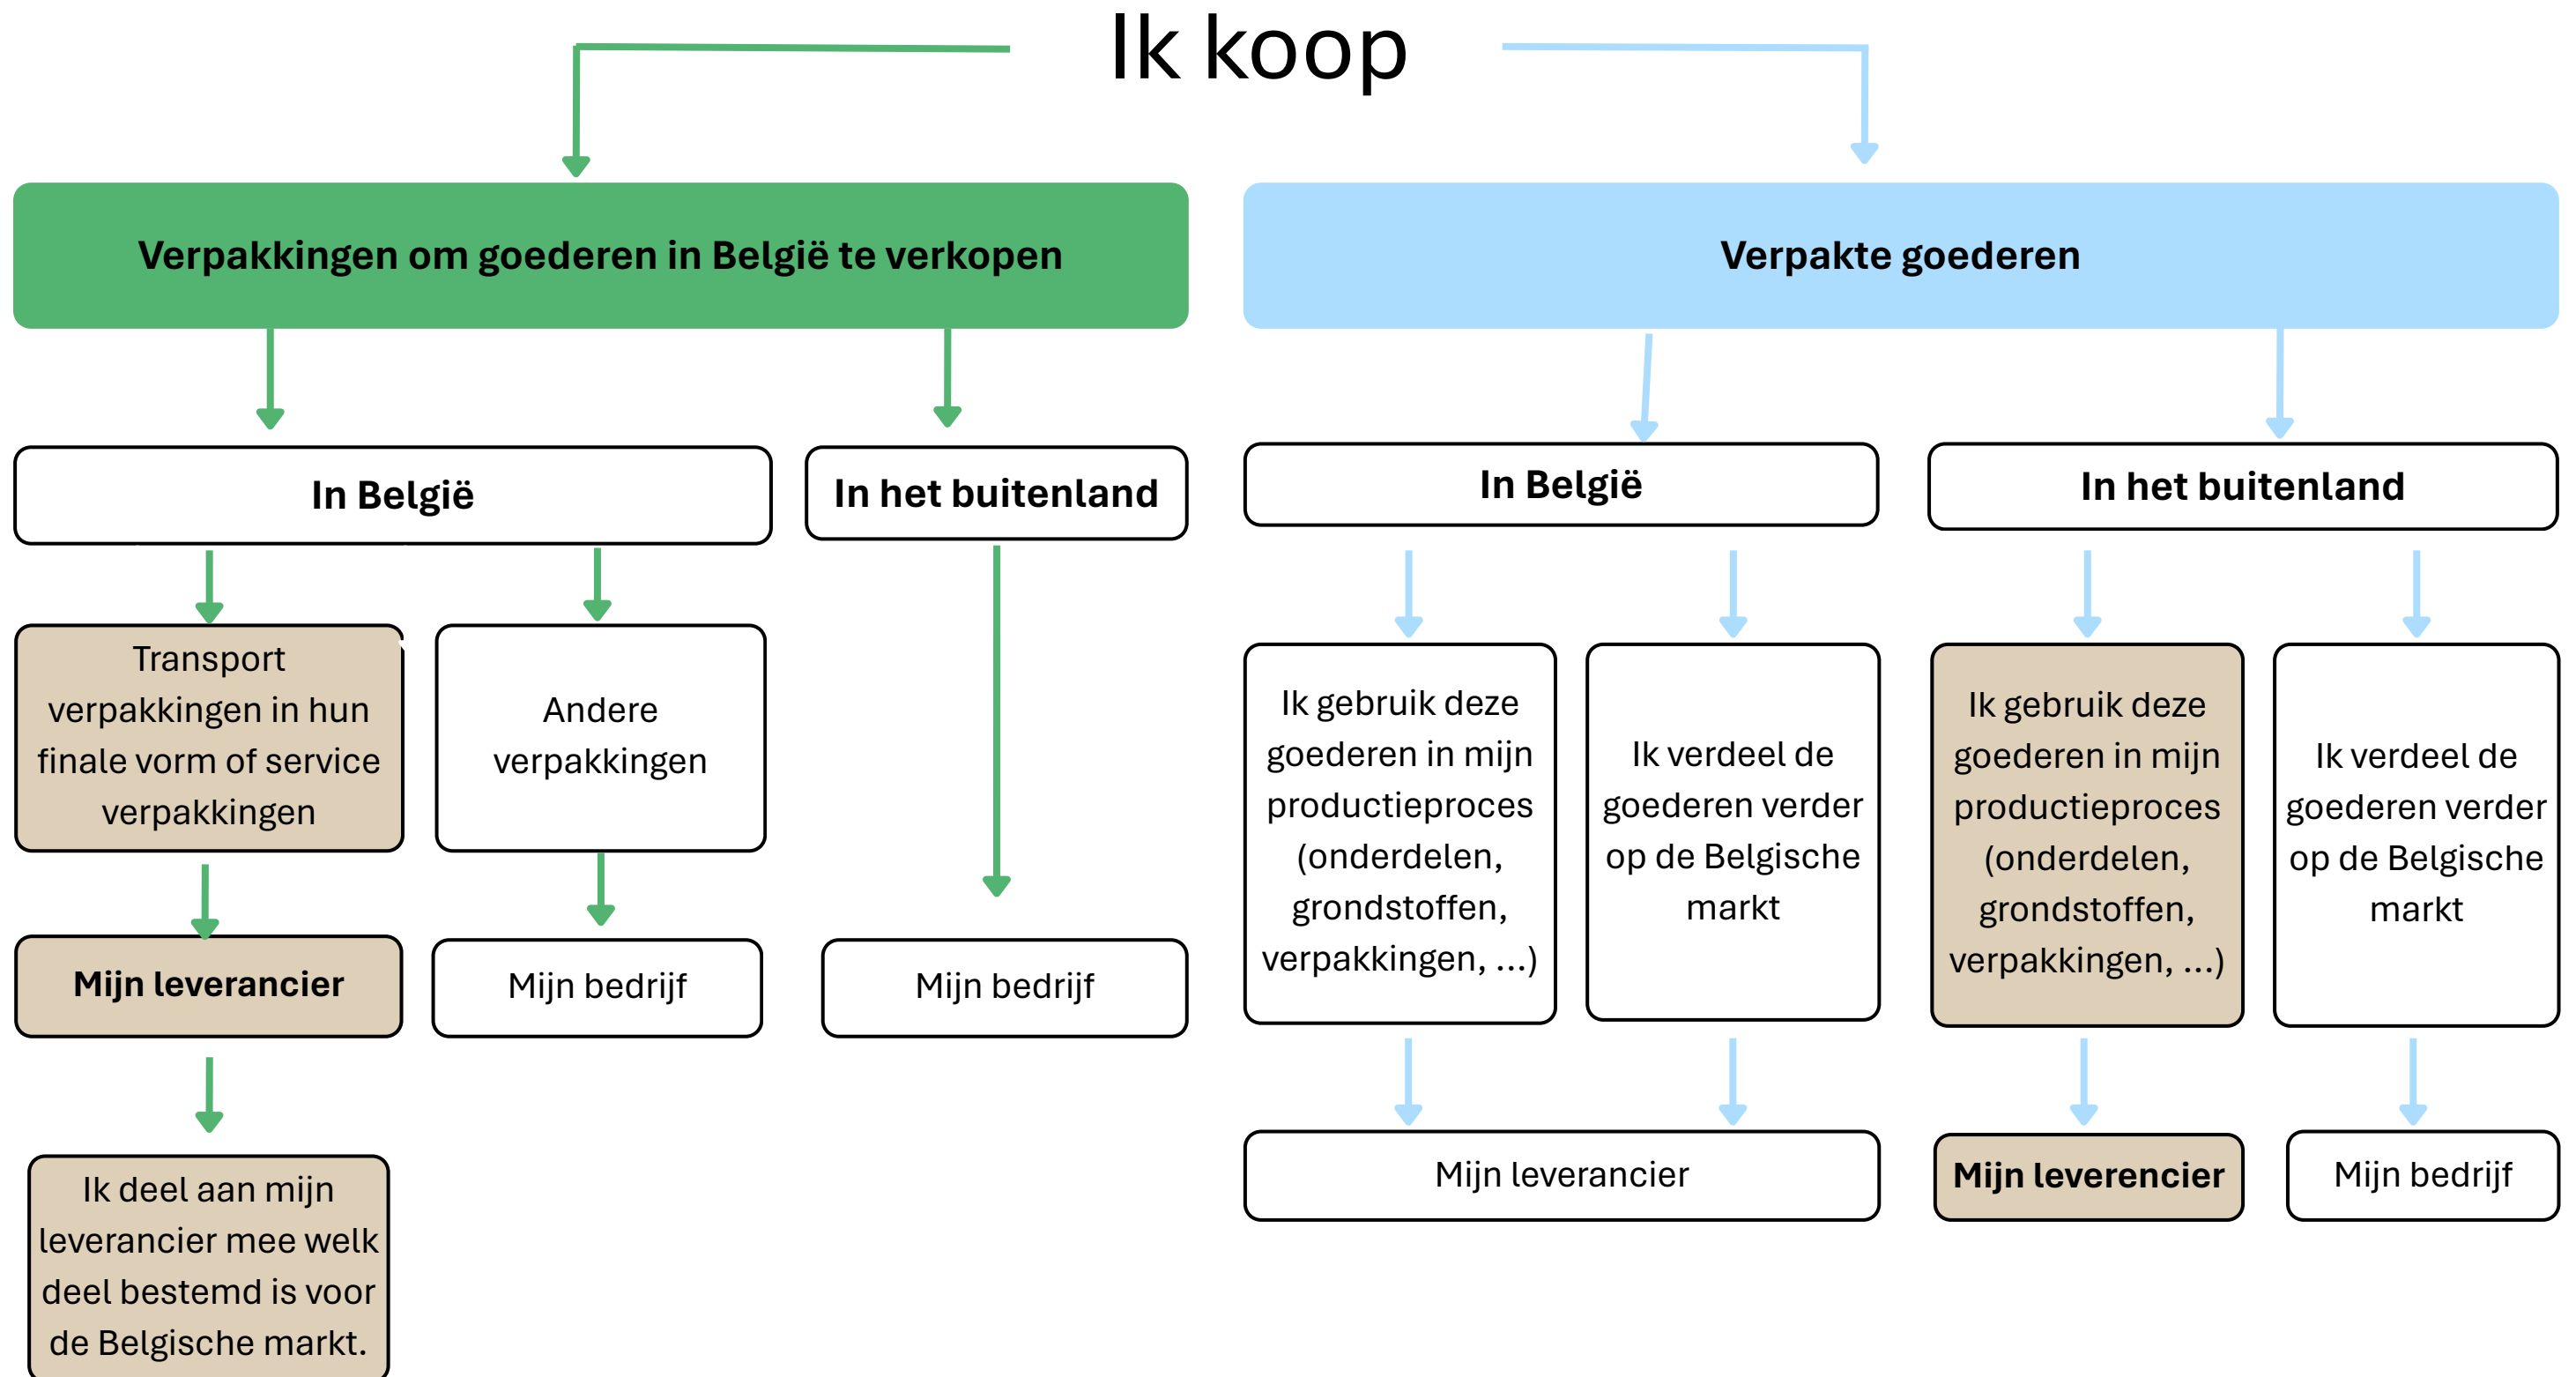 Ik koop
Verpakkingen om goederen in België te verkopen
Verpakte goederen
In België
In het buitenland
In België
In het buitenland
Transport
verpakkingen in hun
finale vorm of service
verpakkingen
Andere
verpakkingen
Ik gebruik deze
goederen in mijn
productieproces
(onderdelen,
grondstoffen,
verpakkingen, ...)
Ik verdeel de
goederen verder
op de Belgische
markt
Ik gebruik deze
goederen in mijn
productieproces
(onderdelen,
grondstoffen,
verpakkingen, ...)
Ik verdeel de
goederen verder
op de Belgische
markt
Mijn leverancier
Mijn bedrijf
Mijn bedrijf
Mijn leverancier
Mijn leverencier
Mijn bedrijf
Ik deel aan mijn
leverancier mee welk
deel bestemd is voor
de Belgische markt.